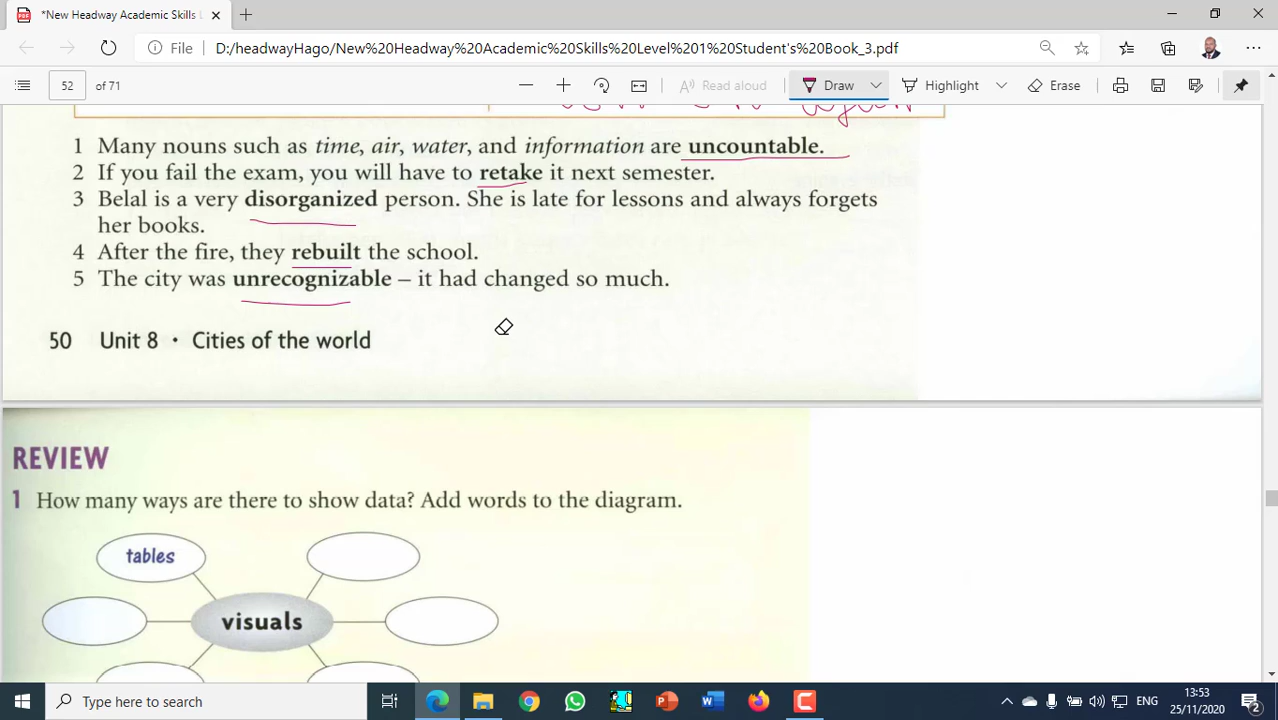 *New Headway Academic Skills L
File
D:/headwayHago/New%20Headway%20Academic%20Skills%20Level%201%20Student's%20Book_3.pdf
52 of 71
Read aloud
Draw
Highlight
Erase
1 Many nouns such as time, air, water, and information are uncountable.
2 If you fail the exam, you will have to retake it next semester.
3 Belal is a very disorganized person. She is late for lessons and always forgets
her books.
4 After the fire, they rebuilt the school.
5 The city was unrecognizable – it had changed so much.
50 Unit 8 • Cities of the world
REVIEW
1 How many ways are there to show data? Add words to the diagram.
tables
visuals
Type here to search
ENG
13:53
25/11/2020
2